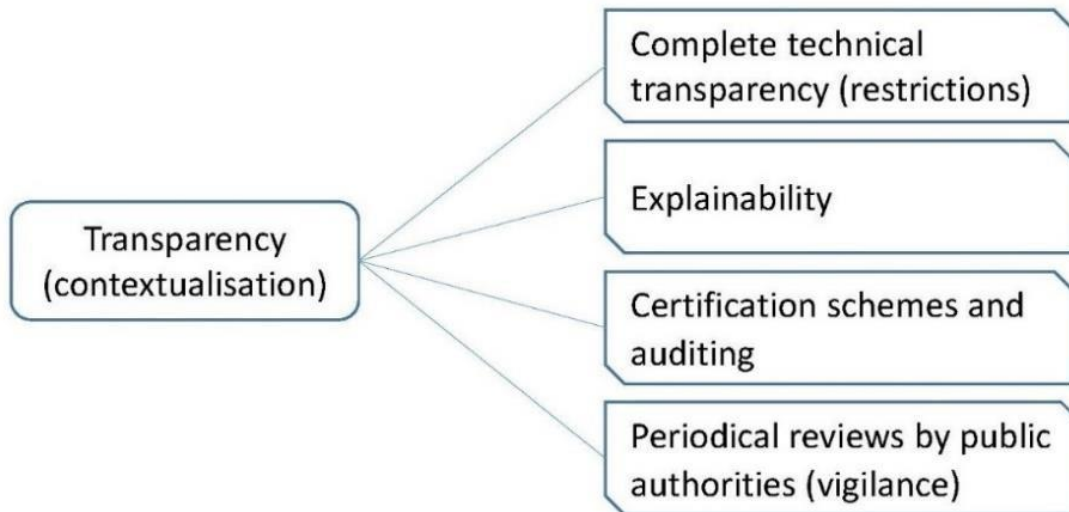 Transparency
(contextualisation)
Complete technical
transparency (restrictions)
Explainability
Certification schemes and
auditing
Periodical reviews by public
authorities (vigilance)